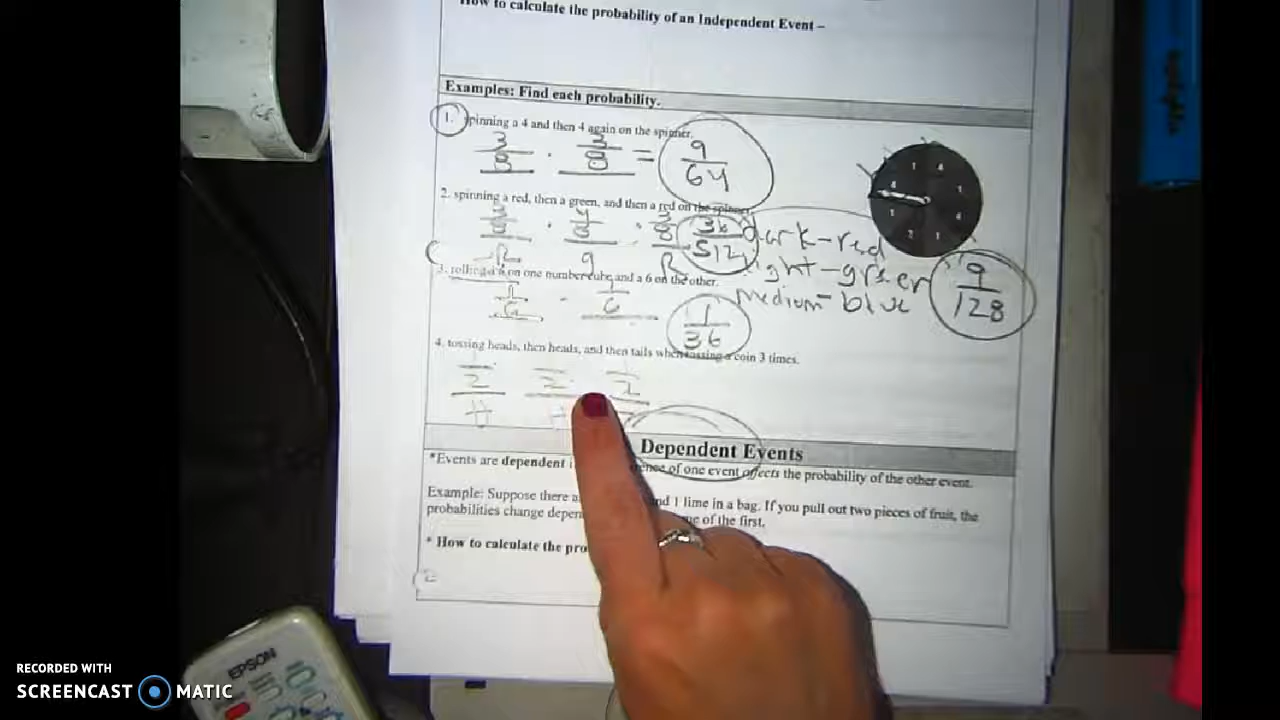 How to calculate the probability of an Independent Event –
Examples: Find each probability.
1. spinning a 4 and then 4 again on the spinner.
3/8 · 3/8 = 9/64
2. spinning a red, then a green, and then a red on the spinner.
3/8 · 4/8 · 3/8 36/512
R g R
dark-red
light-green
medium-blue
9/128
3. rolling a 6 on one number cube and a 6 on the other.
1/6 · 1/6 1/36
4. tossing heads, then heads, and then tails when tossing a coin 3 times.
1/2 1/2 1/2
H H
Dependent Events
*Events are dependent of one event affects the probability of the other event.
Example: Suppose there and 1 lime in a bag. If you pull out two pieces of fruit, the
probabilities change of the first.
* How to calculate the
EPSON
RECORDED WITH
SCREENCAST MATIC